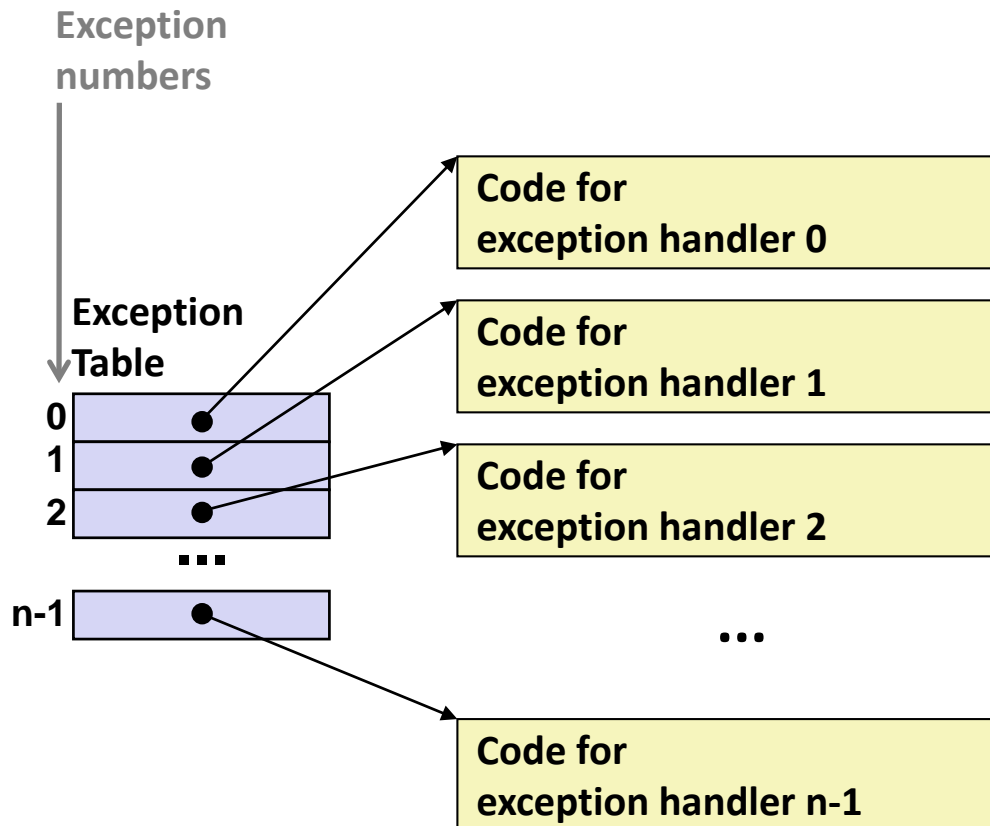 Exception
numbers
Code for
exception handler 0
Exception
Table
Code for
exception handler 1
0
1
2
Code for
exception handler 2
...
n-1
...
Code for
exception handler n-1